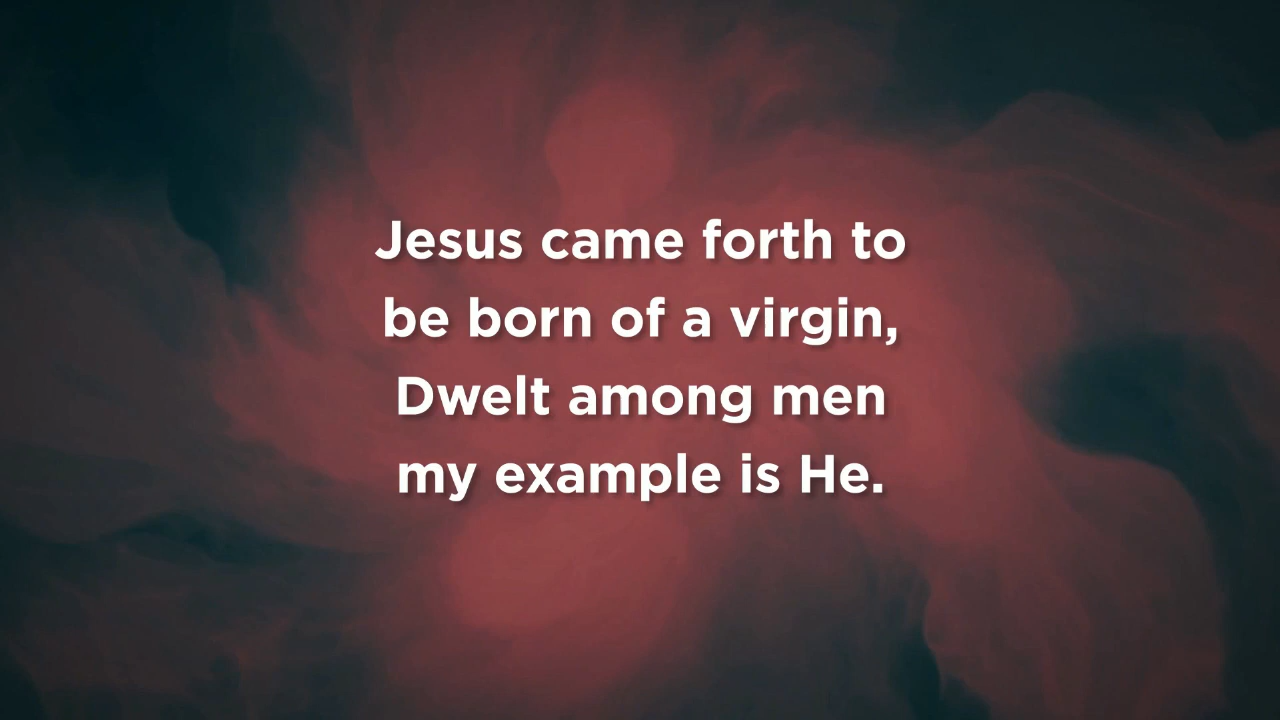 Jesus came forth to
be born of a virgin,
Dwelt among men
my example is He.